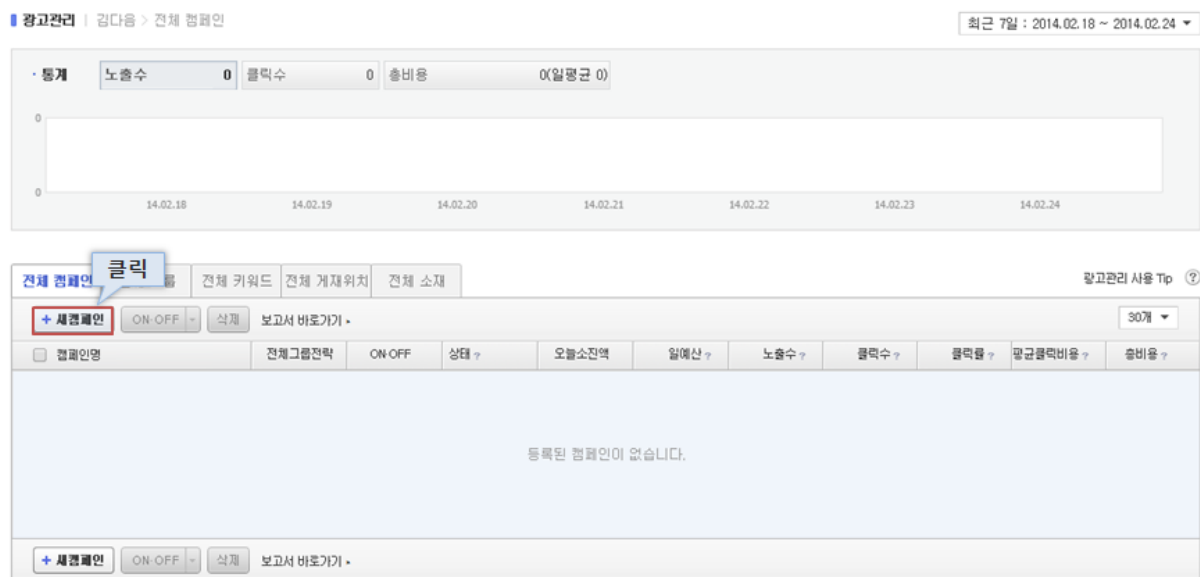 광고관리 | 김다음 > 전체 캠페인
최근 7일 : 2014.02.18 ~ 2014.02.24
· 통계 노출수 0 클릭수 0 총비용 0(일평균 0)
0
0
14.02.18 14.02.19 14.02.20 14.02.21 14.02.22 14.02.23 14.02.24
클릭
전체 캠페인 전체 키워드 전체 게재위치 전체 소재
광고관리 사용 Tip ?
+ 새캠페인 ON·OFF 삭제 보고서 바로가기 30개
캠페인명 전체그룹전략 ON·OFF 상태 ? 오늘소진액 일예산 ? 노출수 ? 클릭수 ? 클릭률 ? 평균클릭비용 ? 총비용 ?
등록된 캠페인이 없습니다.
+ 새캠페인 ON·OFF 삭제 보고서 바로가기